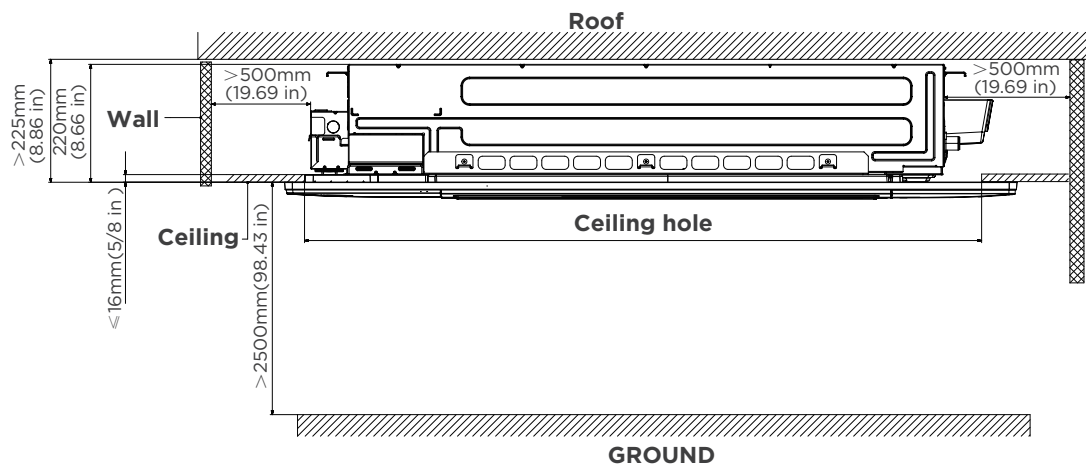 Roof
>500mm
(19.69 in)
>500mm
(19.69 in)
>225mm
(8.86 in)
220mm
(8.66 in)
Wall
Ceiling
Ceiling hole
⩽16mm(5/8 in)
>2500mm(98.43 in)
GROUND